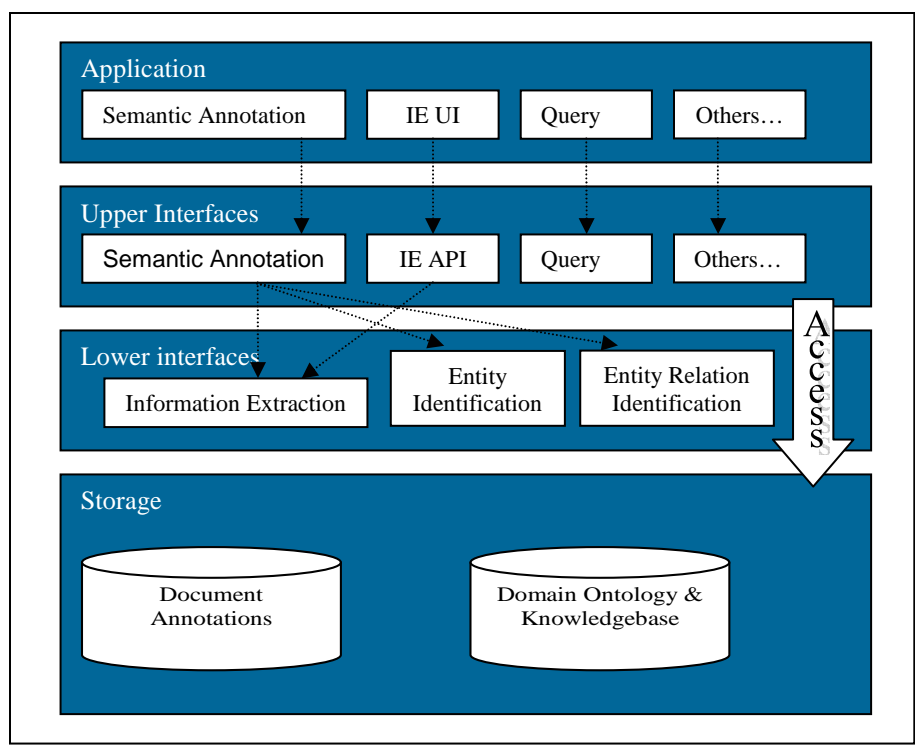 Application
Semantic Annotation
IE UI
Query
Others…
Upper Interfaces
Semantic Annotation
IE API
Query
Others…
Access
Lower interfaces
Information Extraction
Entity
Identification
Entity Relation
Identification
Storage
Document
Annotations
Domain Ontology &
Knowledgebase